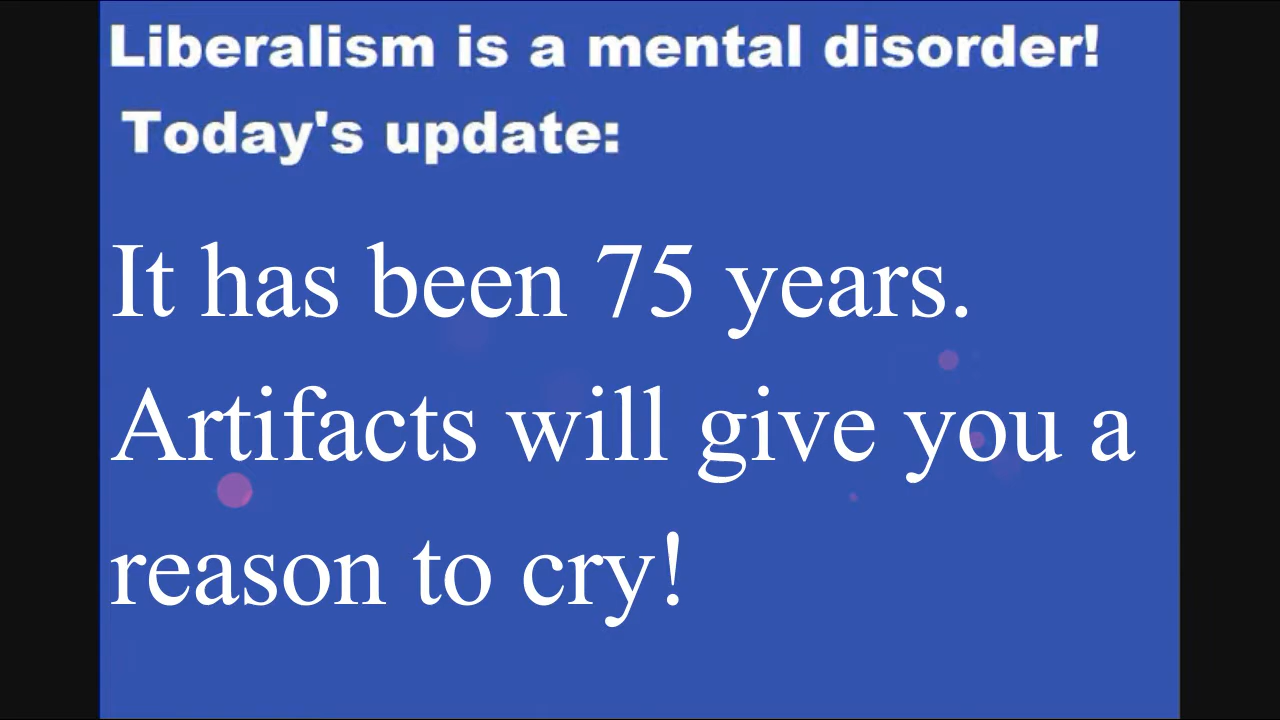 Liberalism is a mental disorder!
Today's update:
It has been 75 years.
Artifacts will give you a
reason to cry!